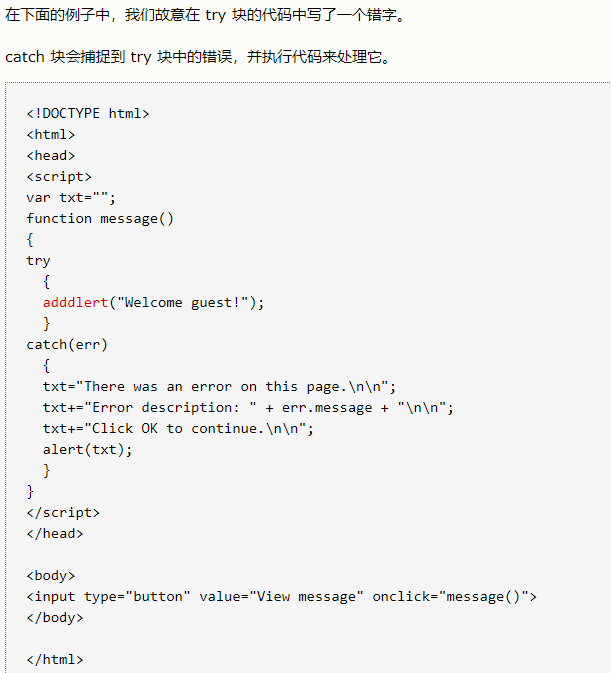 在下面的例子中，我们故意在 try 块的代码中写了一个错字。
catch 块会捕捉到 try 块中的错误，并执行代码来处理它。
<!DOCTYPE html>
<html>
<head>
<script>
var txt="";
function message()
{
try
  {
  adddlert("Welcome guest!");
  }
catch(err)
  {
  txt="There was an error on this page.\n\n";
  txt+="Error description: " + err.message + "\n\n";
  txt+="Click OK to continue.\n\n";
  alert(txt);
  }
}
</script>
</head>
<body>
<input type="button" value="View message" onclick="message()">
</body>
</html>